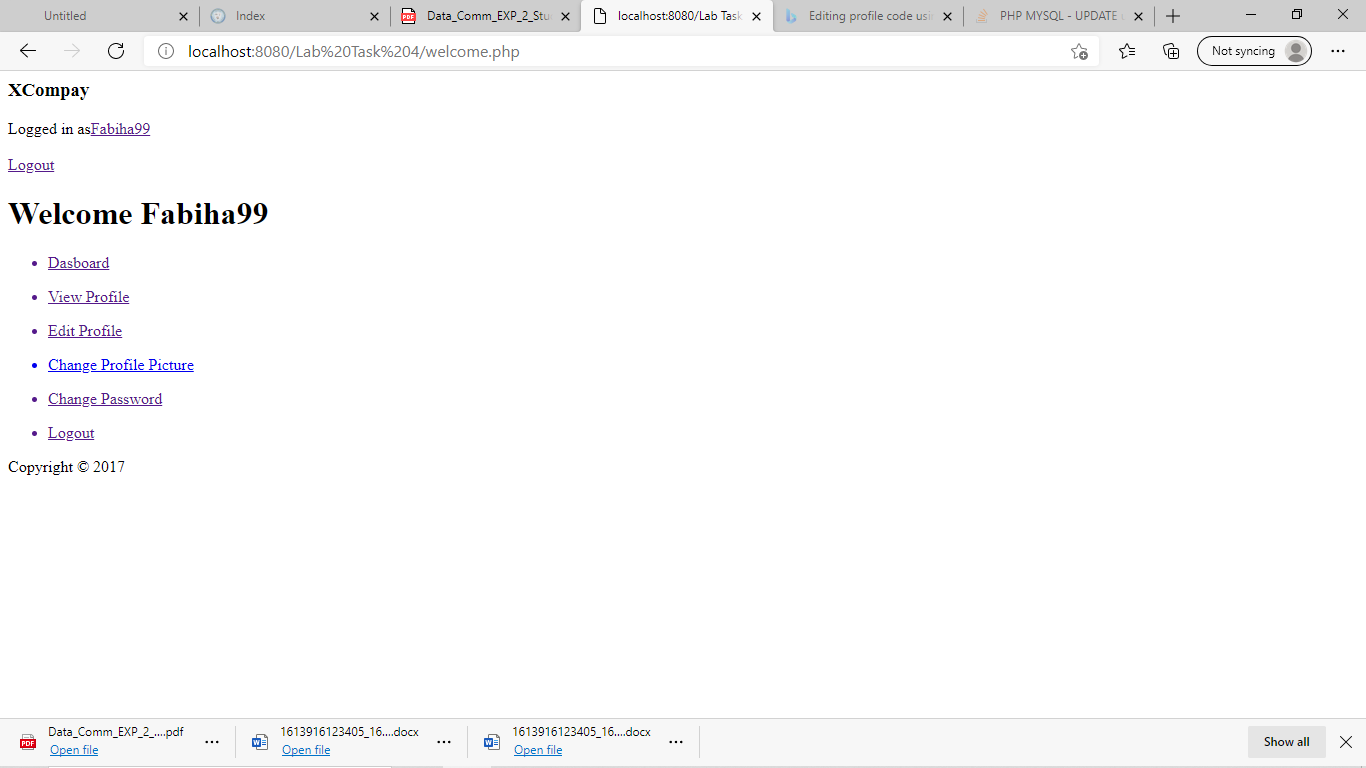 Untitled
Index
Data_Comm_EXP_2_Stu
localhost:8080/Lab Task
Editing profile code usi
PHP MYSQL - UPDATE
localhost:8080/Lab%20Task%204/welcome.php
Not syncing
XCompay
Logged in asFabiha99
Logout
Welcome Fabiha99
Dasboard
View Profile
Edit Profile
Change Profile Picture
Change Password
Logout
Copyright © 2017
Data_Comm_EXP_2_....pdf
Open file
1613916123405_16....docx
Open file
1613916123405_16....docx
Open file
Show all